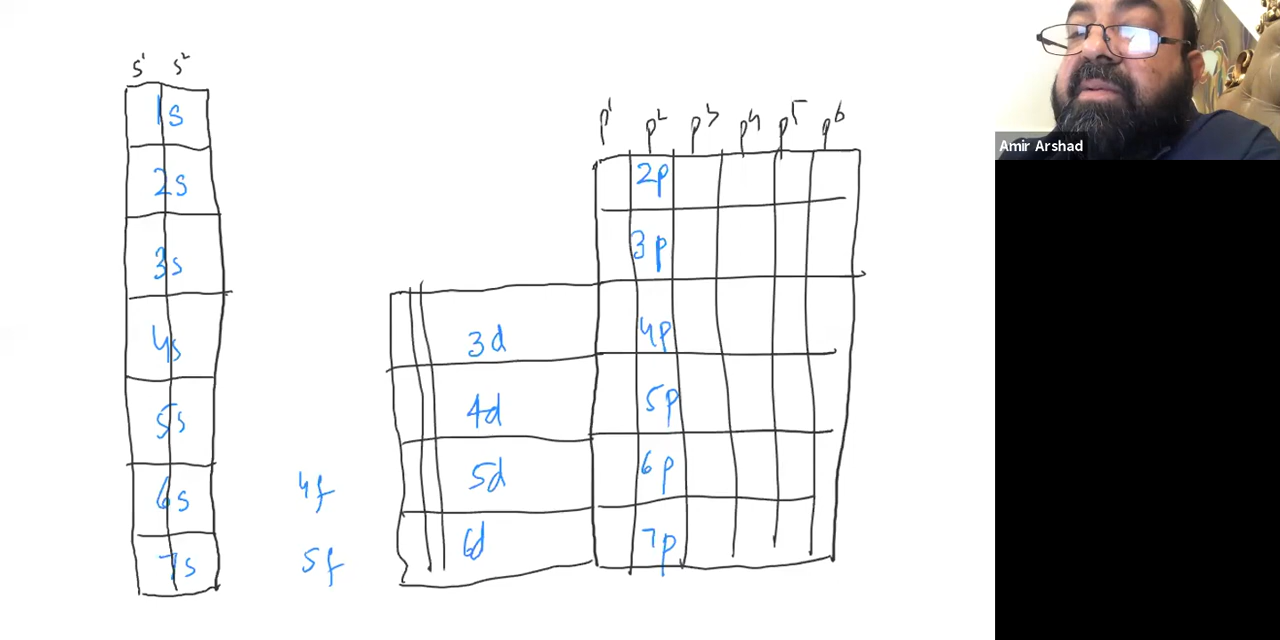 s¹ s²
1s
2s
3s
4s
5s
6s
7s
4f
5f
3d
4d
5d
6d
p¹ p² p³ p⁴ p⁵ p⁶
2p
3p
4p
5p
6p
7p
Amir Arshad